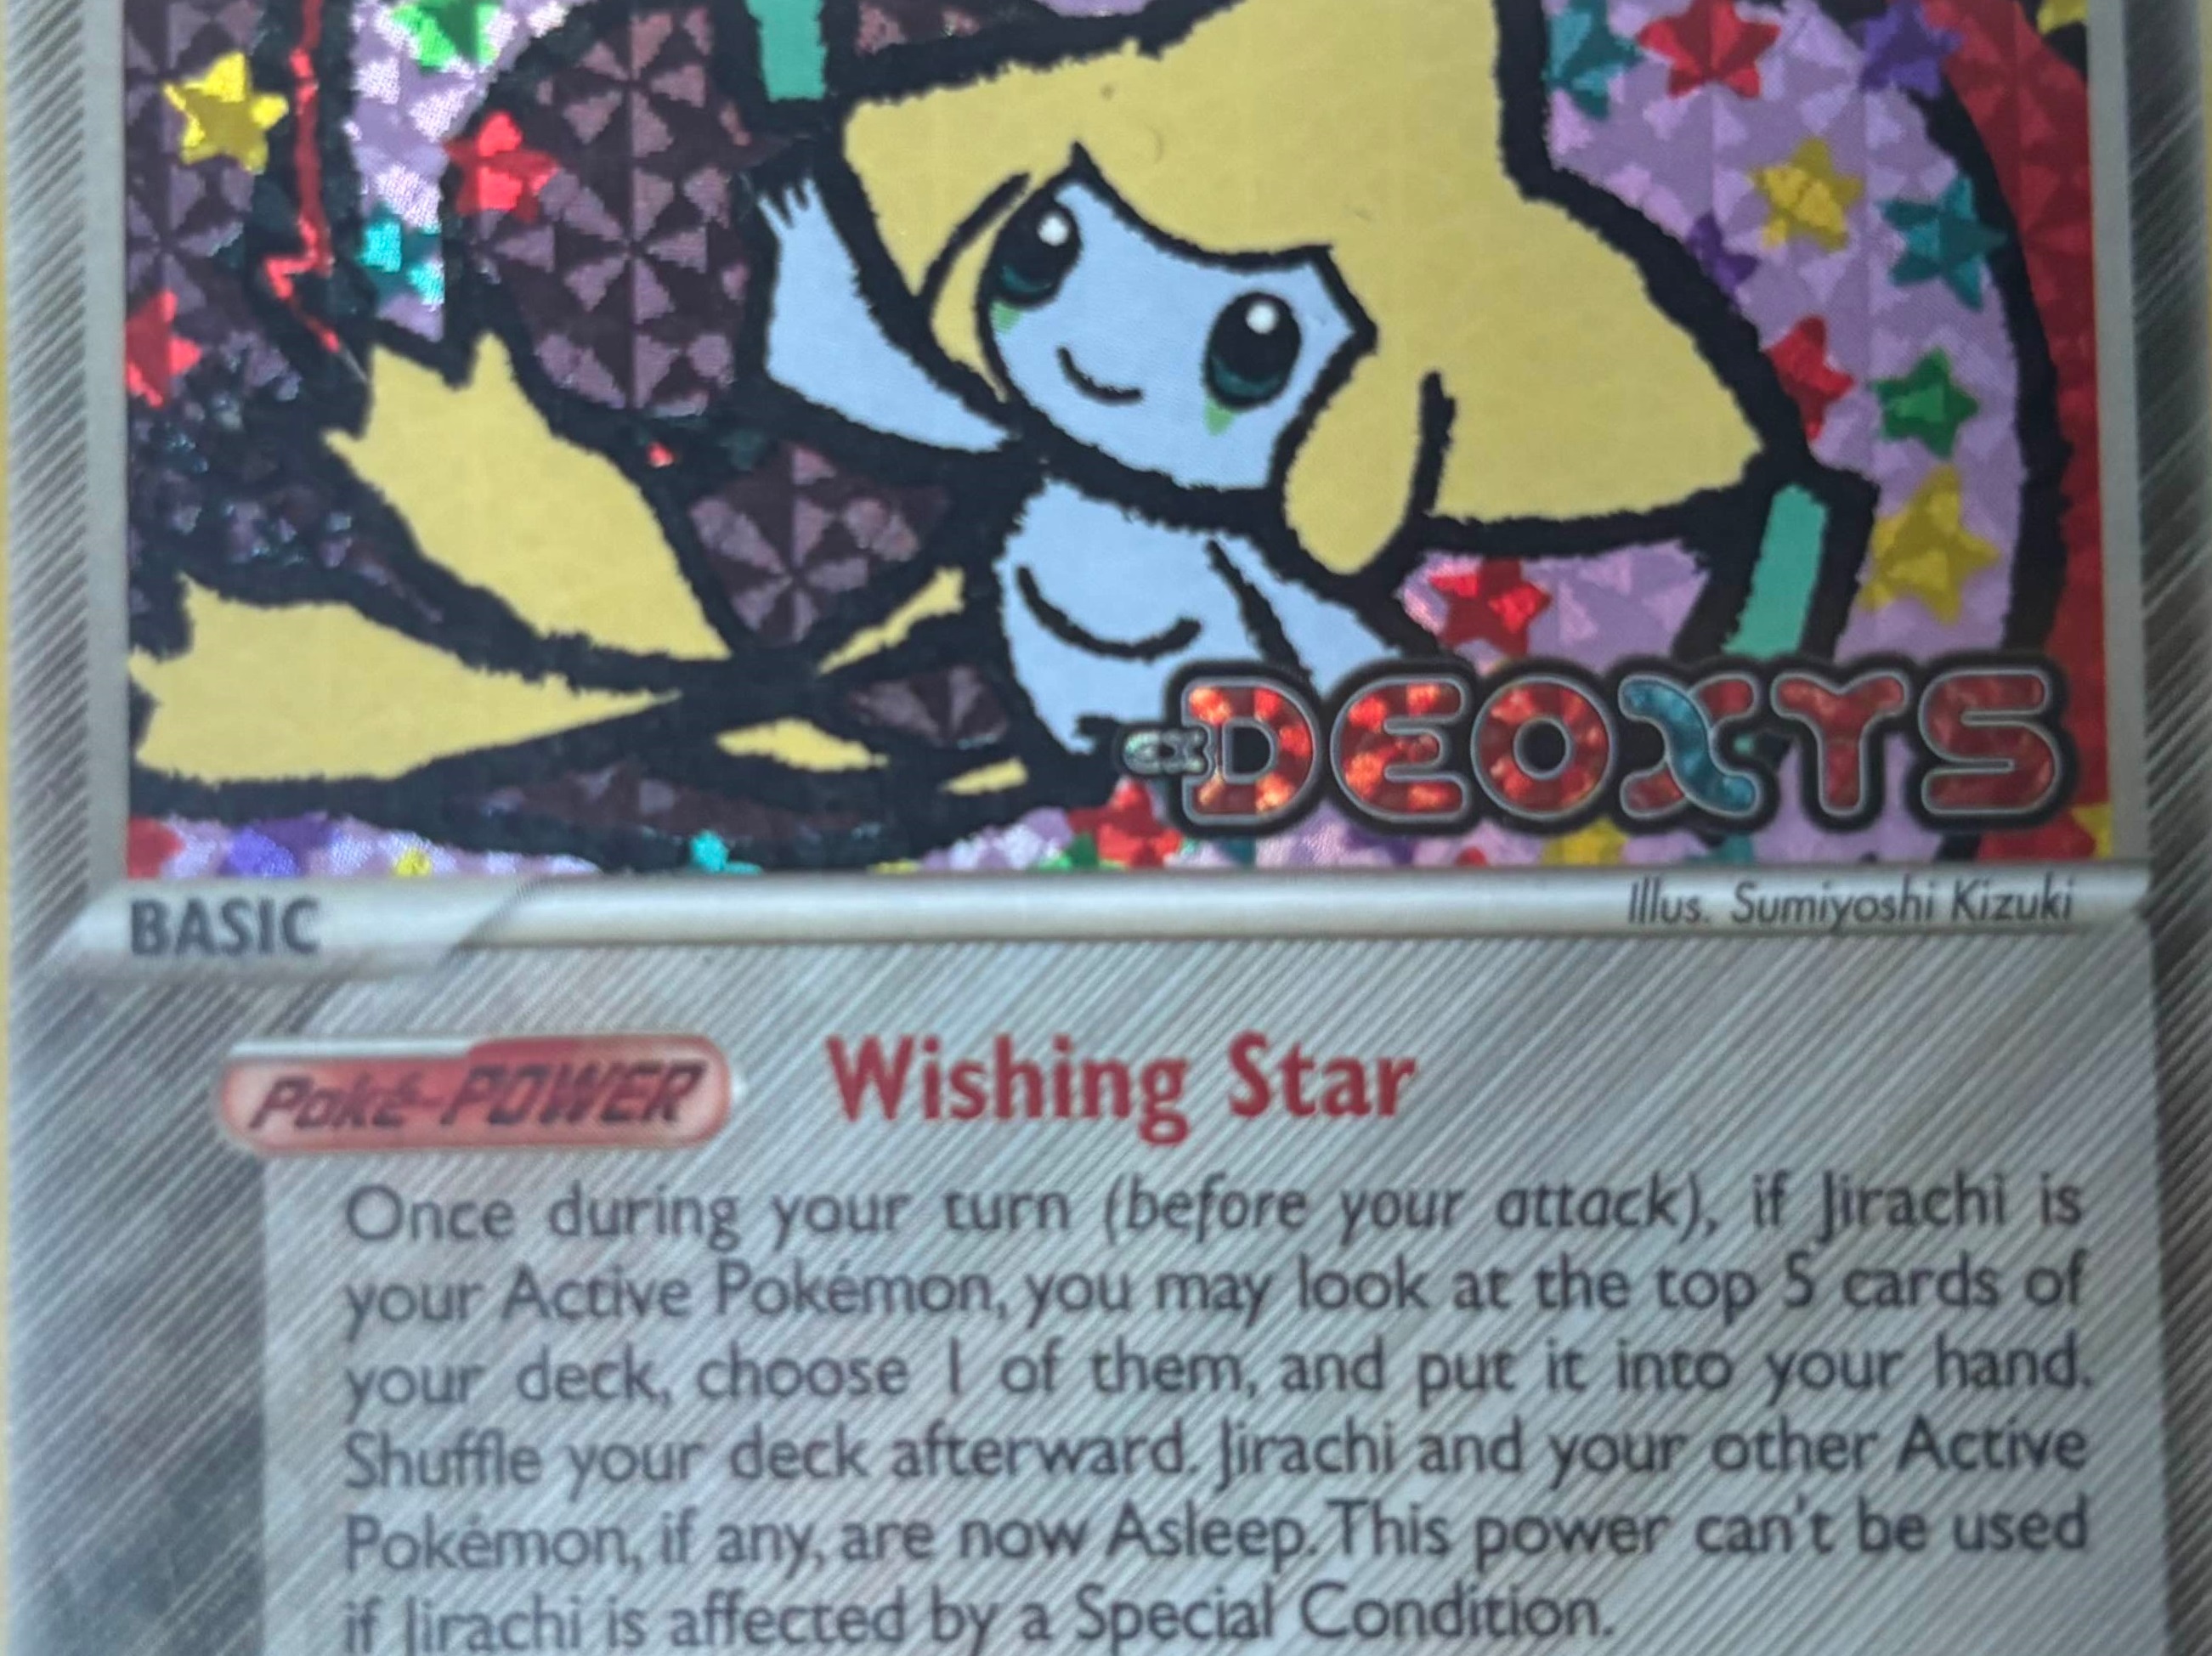 ex DEOXYS
BASIC
Illus. Sumiyoshi Kizuki
Poké-POWER Wishing Star
Once during your turn (before your attack), if Jirachi is
your Active Pokémon, you may look at the top 5 cards of
your deck, choose 1 of them, and put it into your hand.
Shuffle your deck afterward. Jirachi and your other Active
Pokémon, if any, are now Asleep. This power can't be used
if Jirachi is affected by a Special Condition.